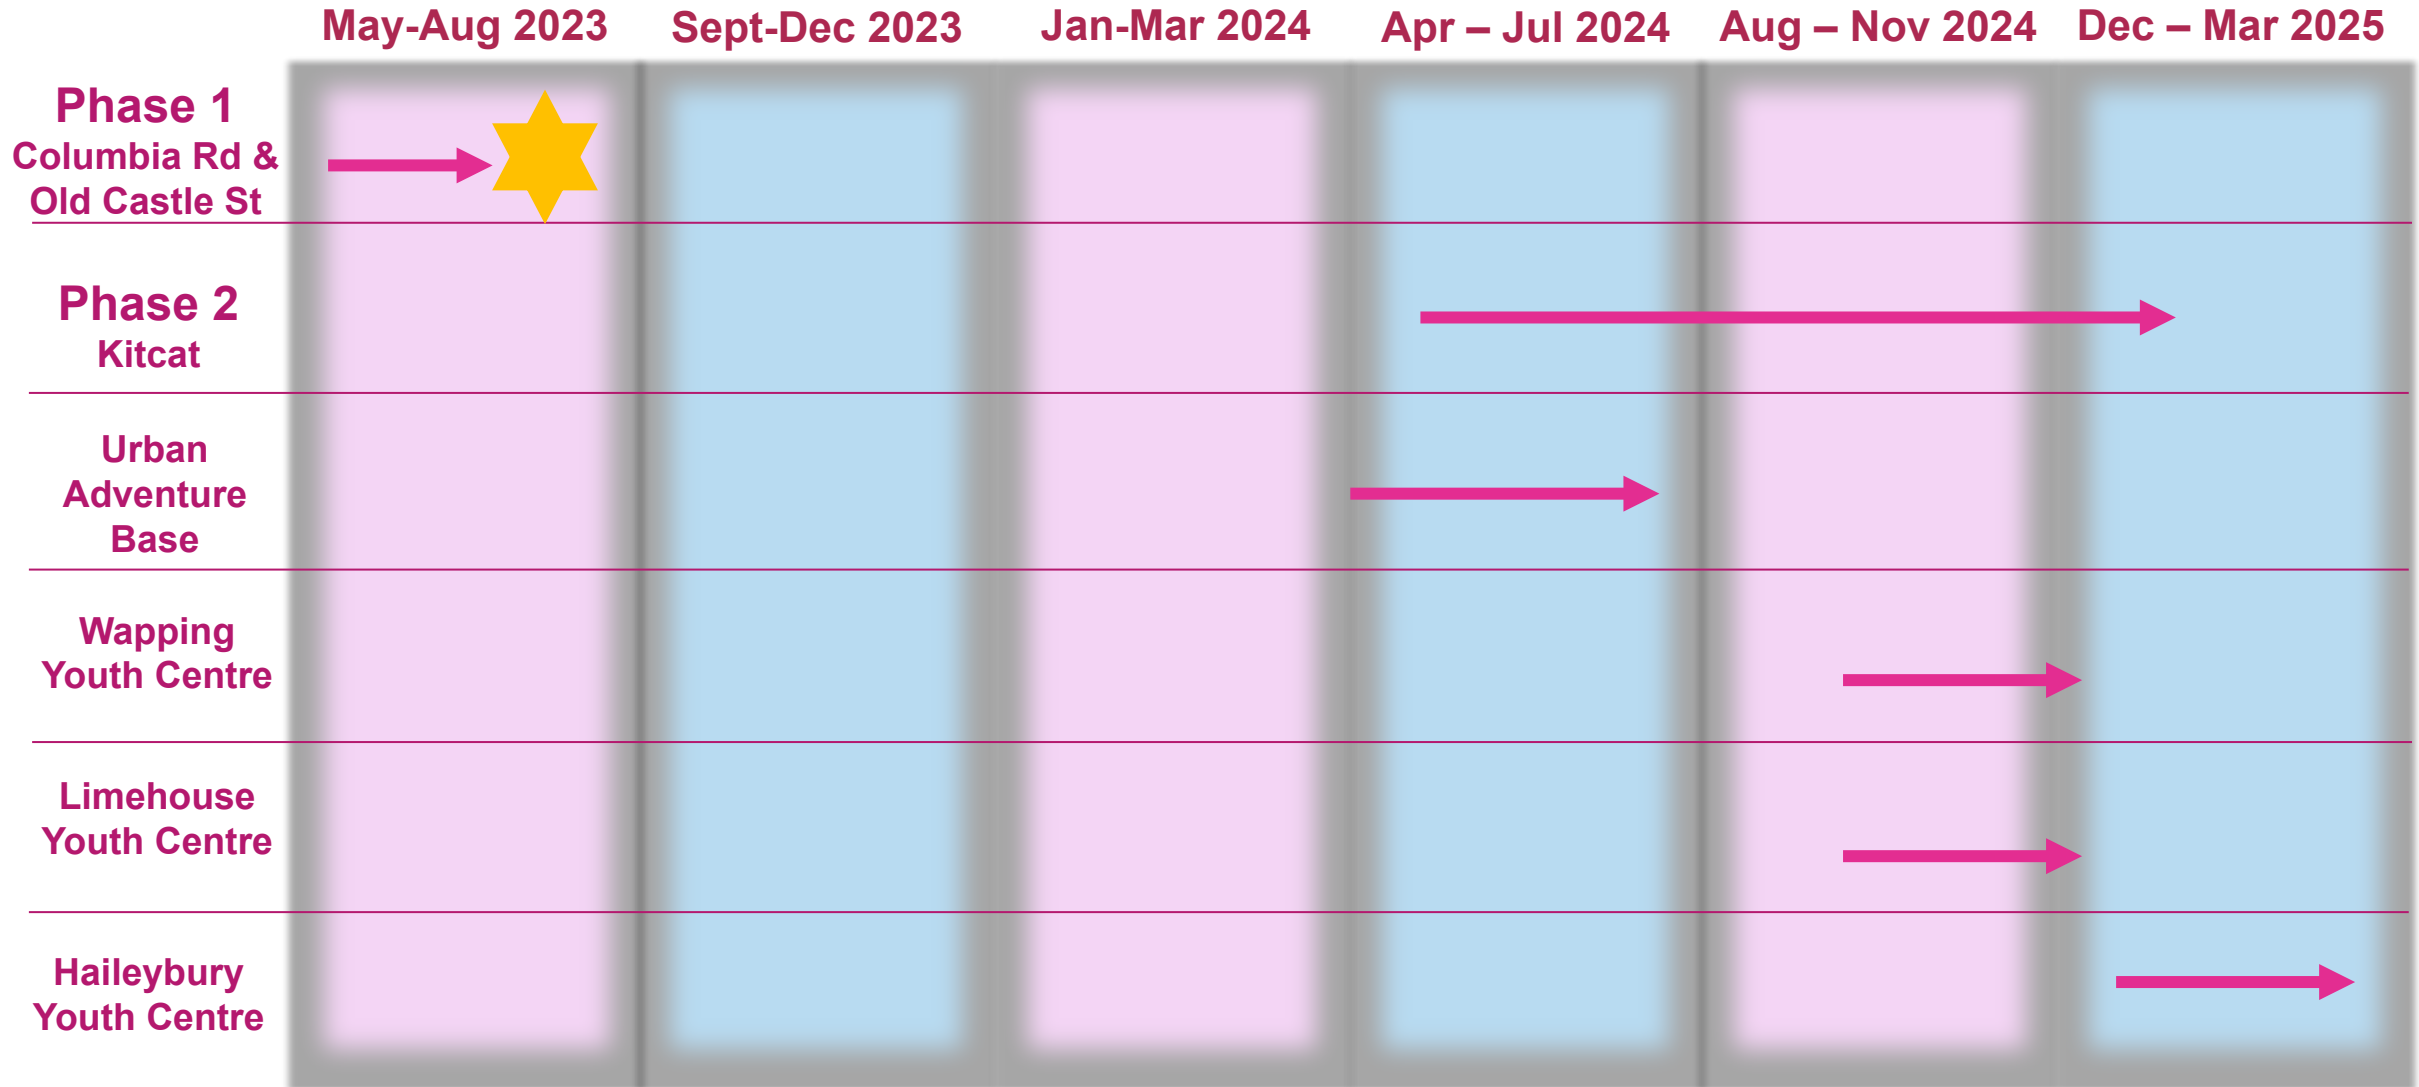 May-Aug 2023
Sept-Dec 2023
Jan-Mar 2024
Apr – Jul 2024
Aug – Nov 2024
Dec – Mar 2025
Phase 1
Columbia Rd &
Old Castle St
Phase 2
Kitcat
Urban
Adventure
Base
Wapping
Youth Centre
Limehouse
Youth Centre
Haileybury
Youth Centre